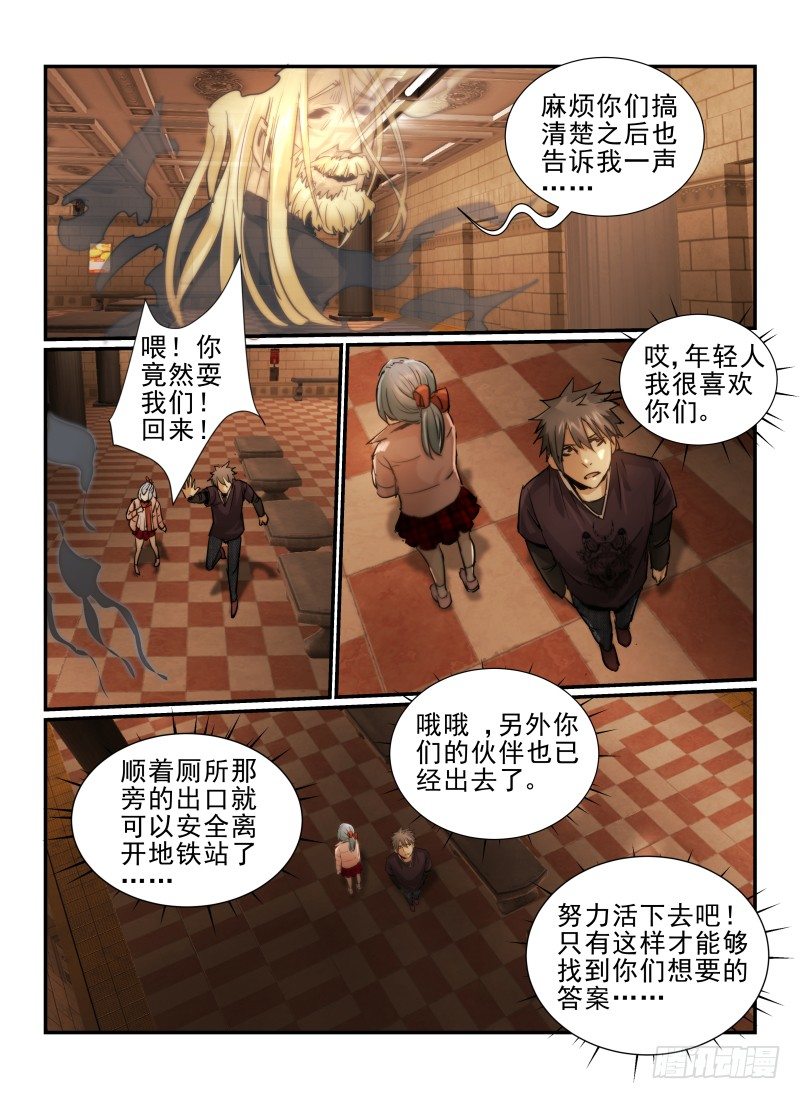 麻烦你们搞
清楚之后也
告诉我一声
……
喂！你
竟然耍
我们！
回来！
哎，年轻人
我很喜欢
你们。
哦哦，另外你
们的伙伴也已
经出去了。
顺着厕所那
旁的出口就
可以安全离
开地铁站了
……
努力活下去吧！
只有这样才能够
找到你们想要的
答案……
腾讯动漫